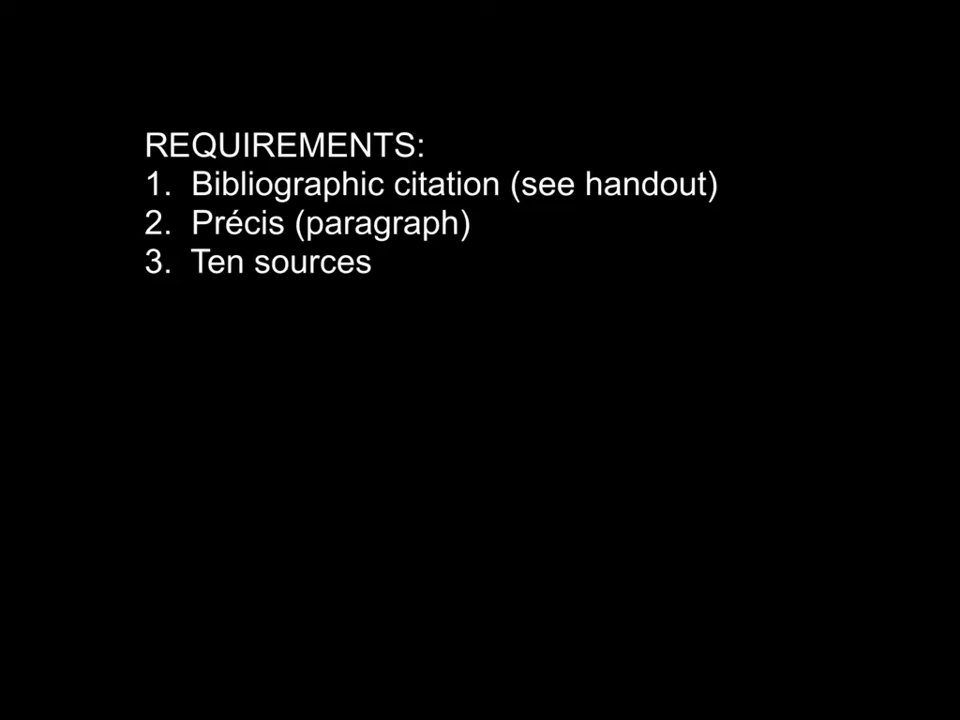 REQUIREMENTS:
1. Bibliographic citation (see handout)
2. Précis (paragraph)
3. Ten sources